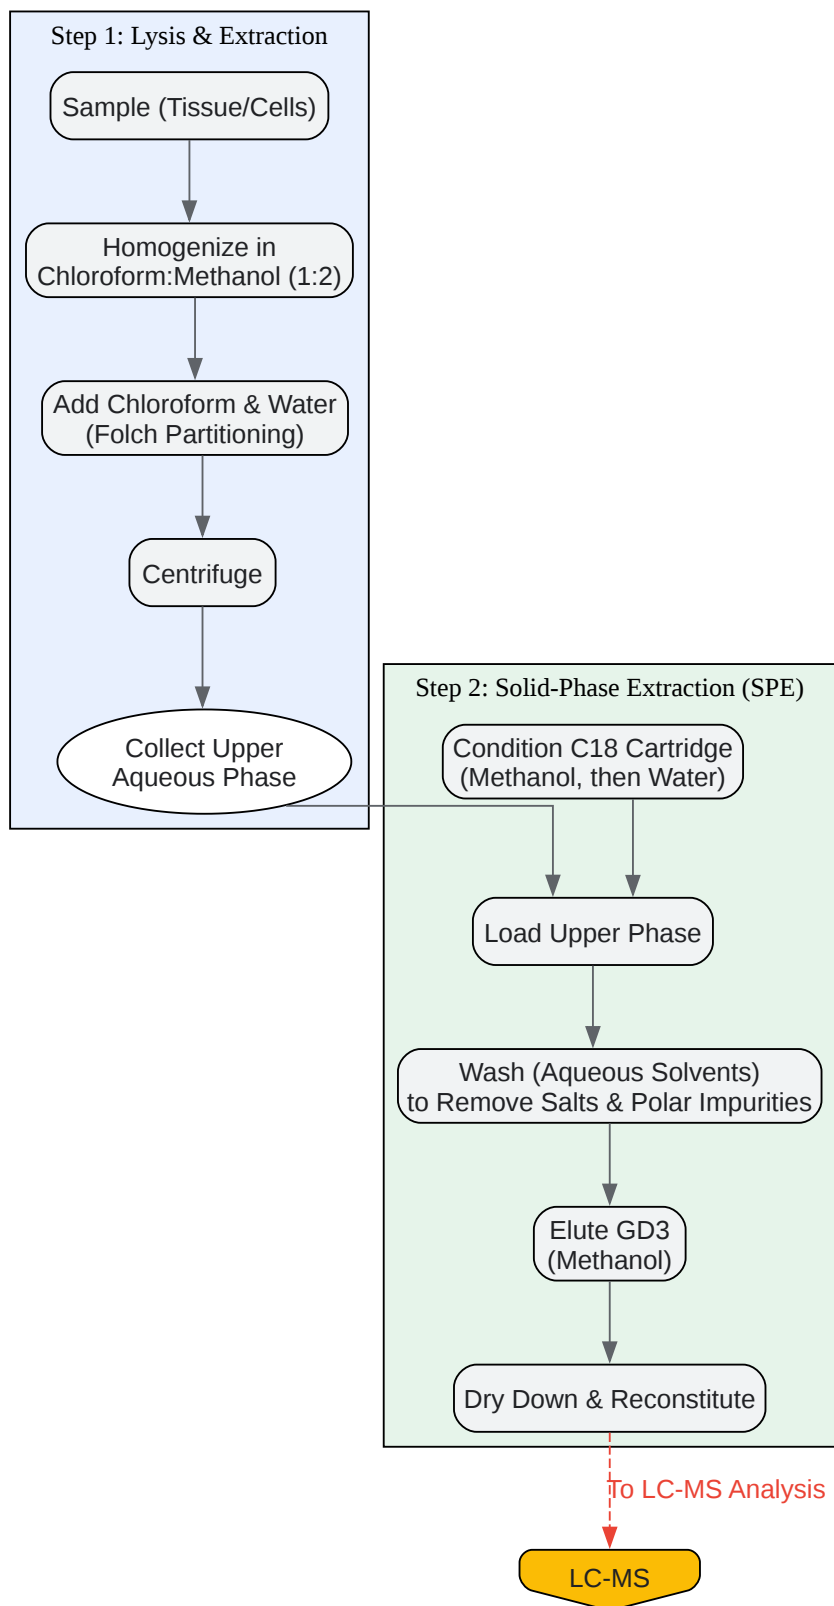 Step 1: Lysis & Extraction
Sample (Tissue/Cells)
Homogenize in
Chloroform:Methanol (1:2)
Add Chloroform & Water
(Folch Partitioning)
Centrifuge
Collect Upper
Aqueous Phase
Step 2: Solid-Phase Extraction (SPE)
Condition C18 Cartridge
(Methanol, then Water)
Load Upper Phase
Wash (Aqueous Solvents)
to Remove Salts & Polar Impurities
Elute GD3
(Methanol)
Dry Down & Reconstitute
To LC-MS Analysis
LC-MS